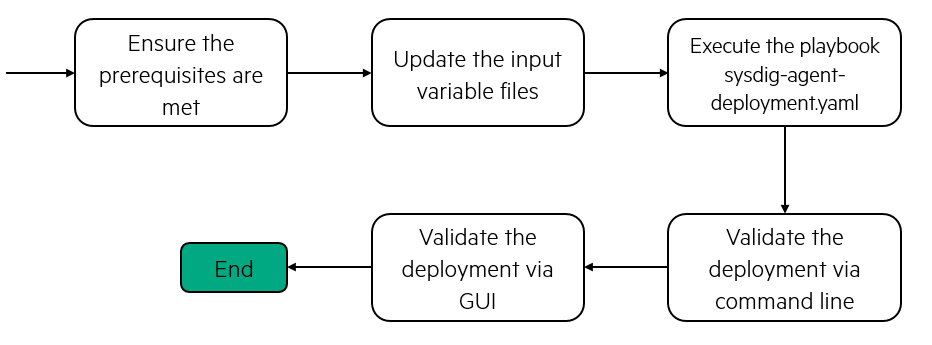 Ensure the
prerequisites are
met
Update the input
variable files
Execute the playbook
sysdig-agent-
deployment.yaml
Validate the
deployment via
command line
Validate the
deployment via
GUI
End